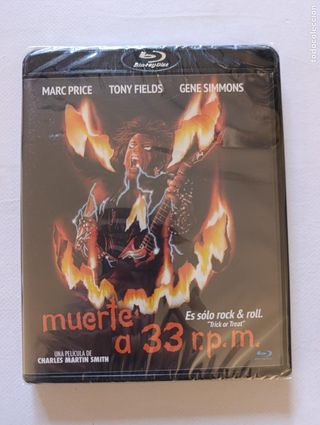 Blu-ray Disc
MARC PRICE TONY FIELDS GENE SIMMONS
muerte
a 33 r.p.m.
Es sólo rock & roll.
"Trick or Treat"
UNA PELÍCULA DE
CHARLES MARTIN SMITH
todocoleccion